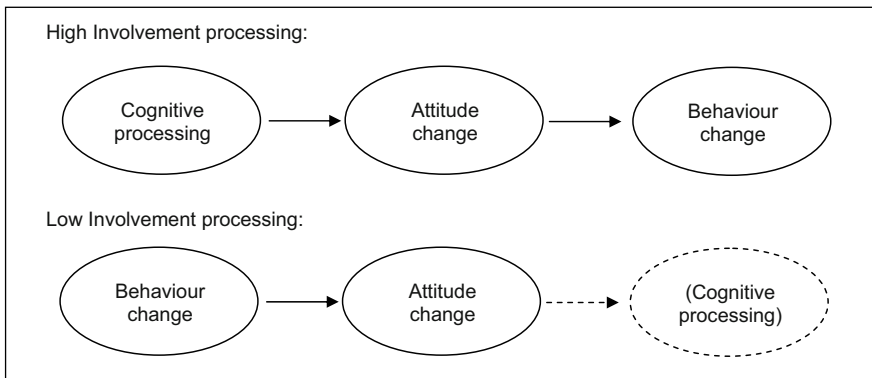 High Involvement processing:
Cognitive
processing
Attitude
change
Behaviour
change
Low Involvement processing:
Behaviour
change
Attitude
change
(Cognitive
processing)